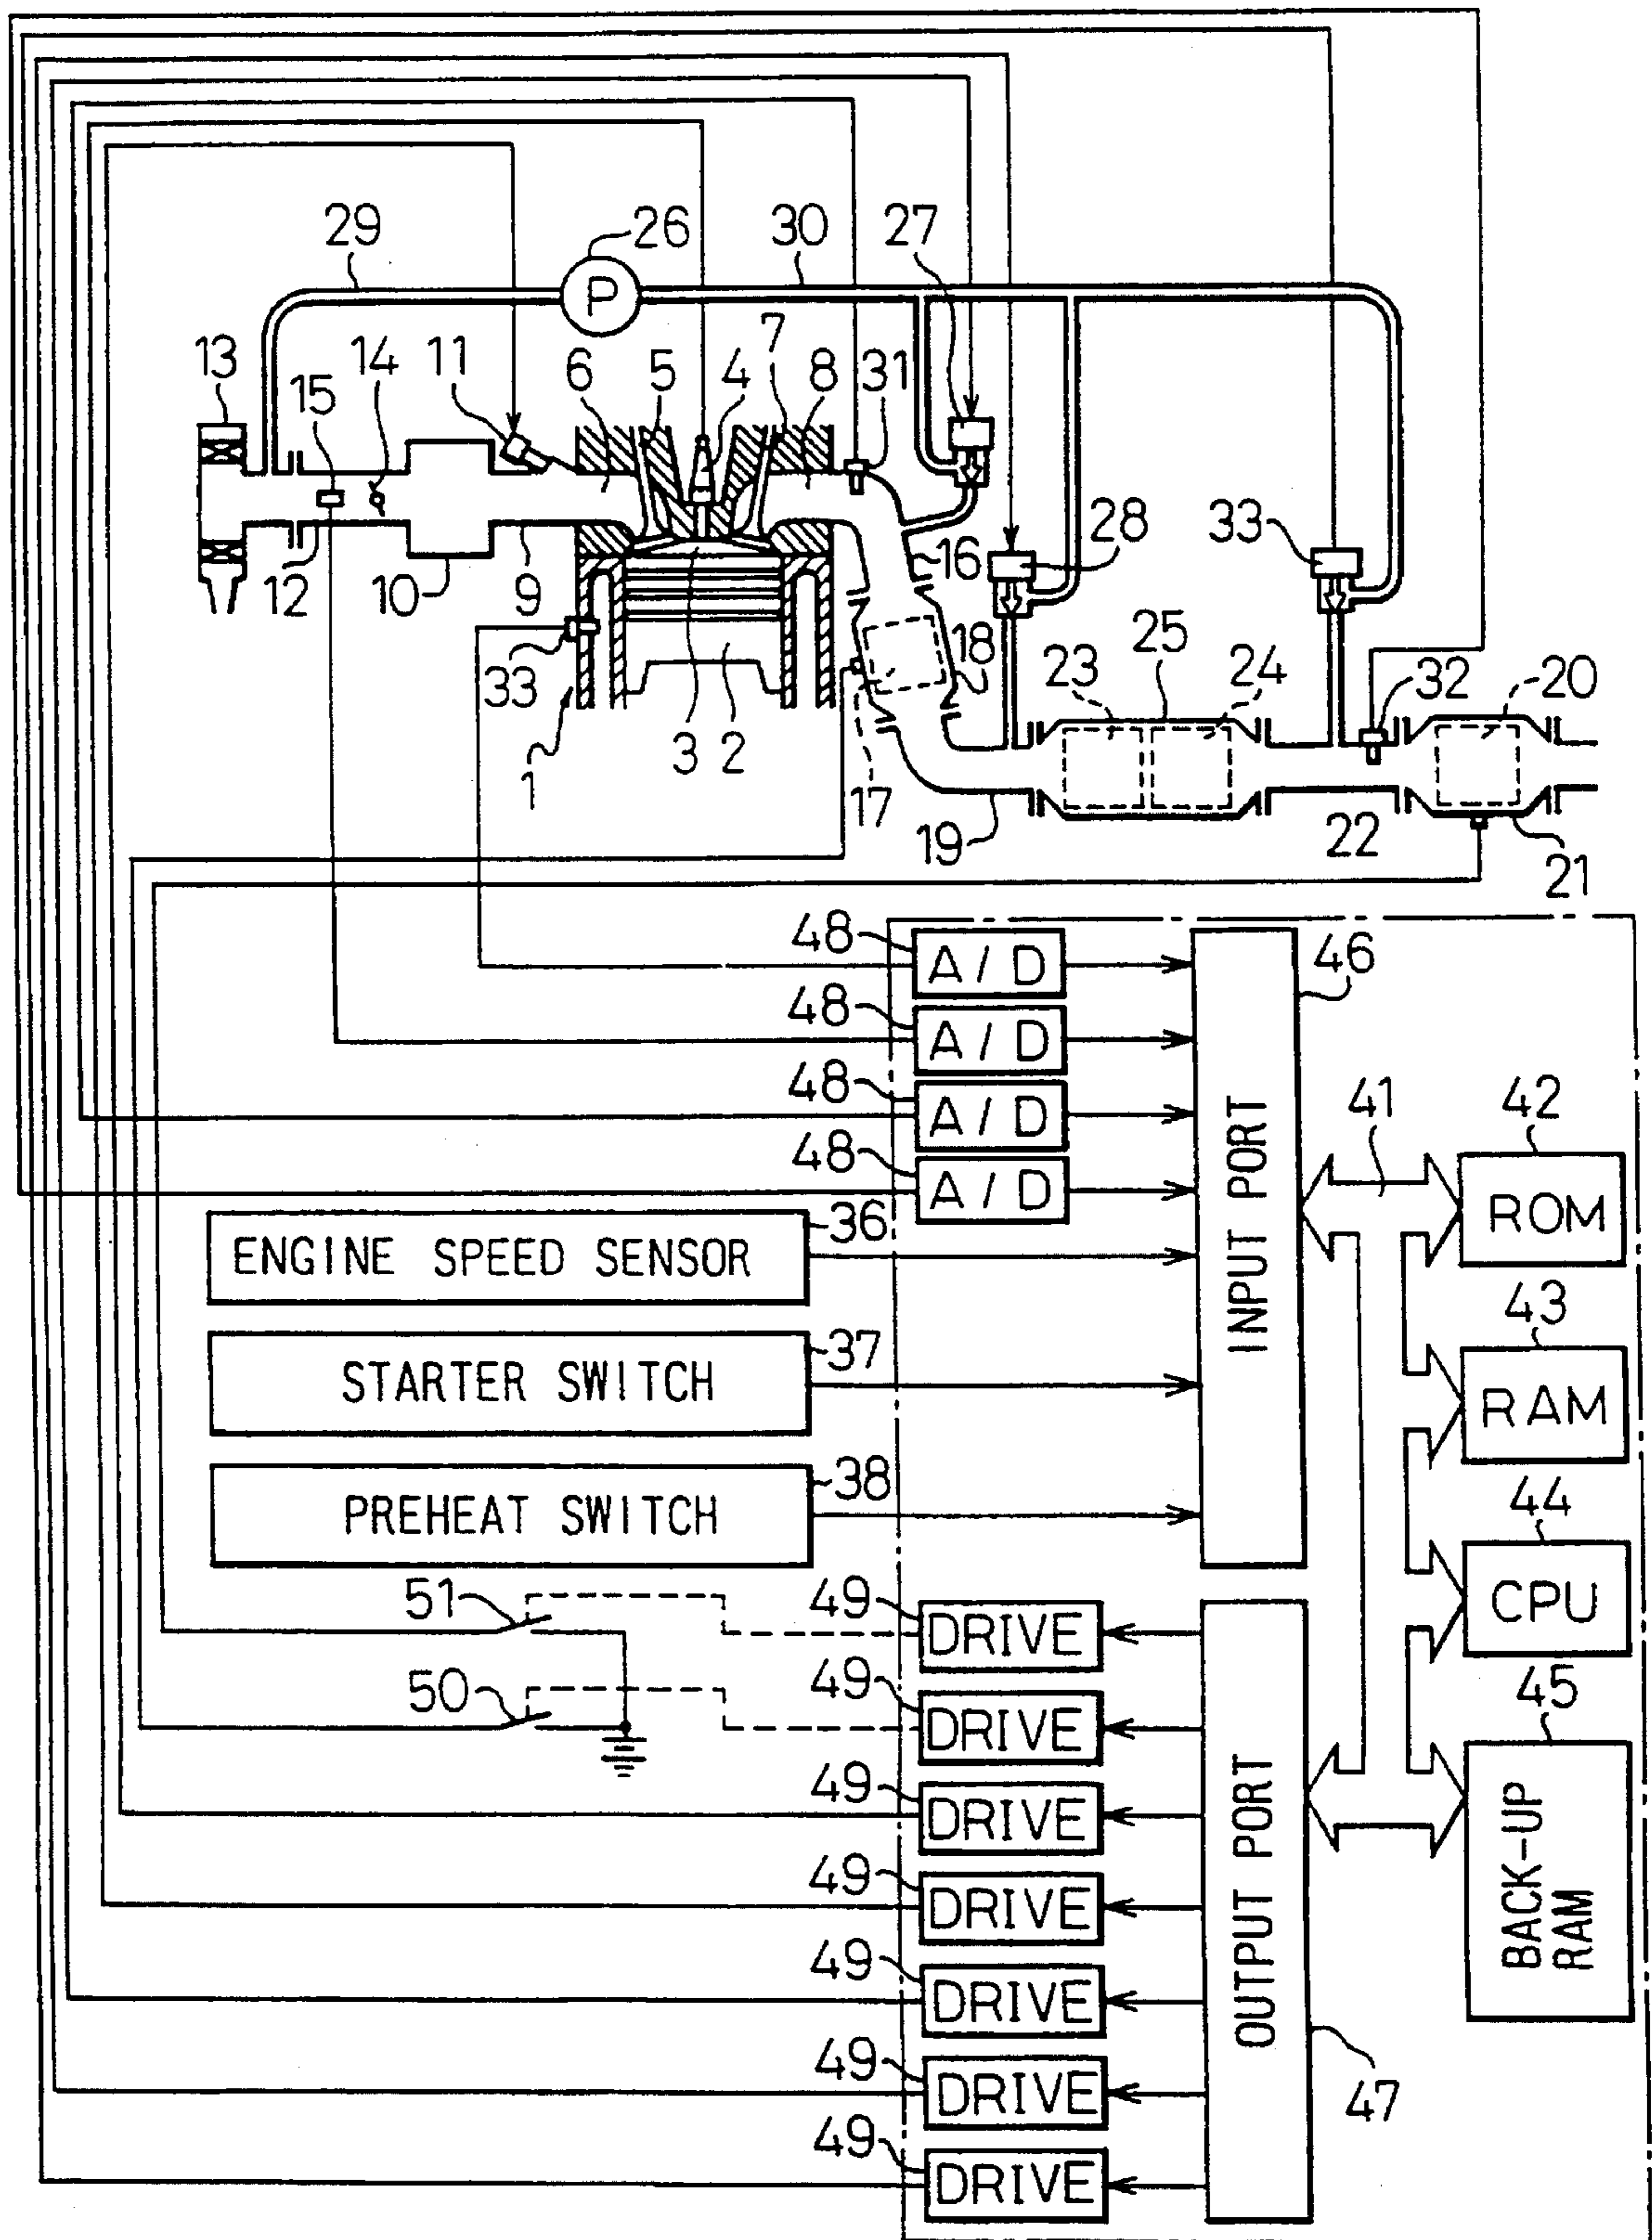 29
26
P
30
27
13
15
14
11
6
5
4
7
8
31
12
10
9
16
28
33
33
18
23
25
24
32
20
1
3
2
17
19
22
21
48
A/D
46
48
A/D
48
A/D
41
42
48
A/D
INPUT PORT
ROM
36
ENGINE SPEED SENSOR
43
37
STARTER SWITCH
RAM
38
PREHEAT SWITCH
44
CPU
51
49
DRIVE
50
49
DRIVE
45
49
DRIVE
OUTPUT PORT
BACK-UP
RAM
49
DRIVE
49
DRIVE
49
DRIVE
47
49
DRIVE